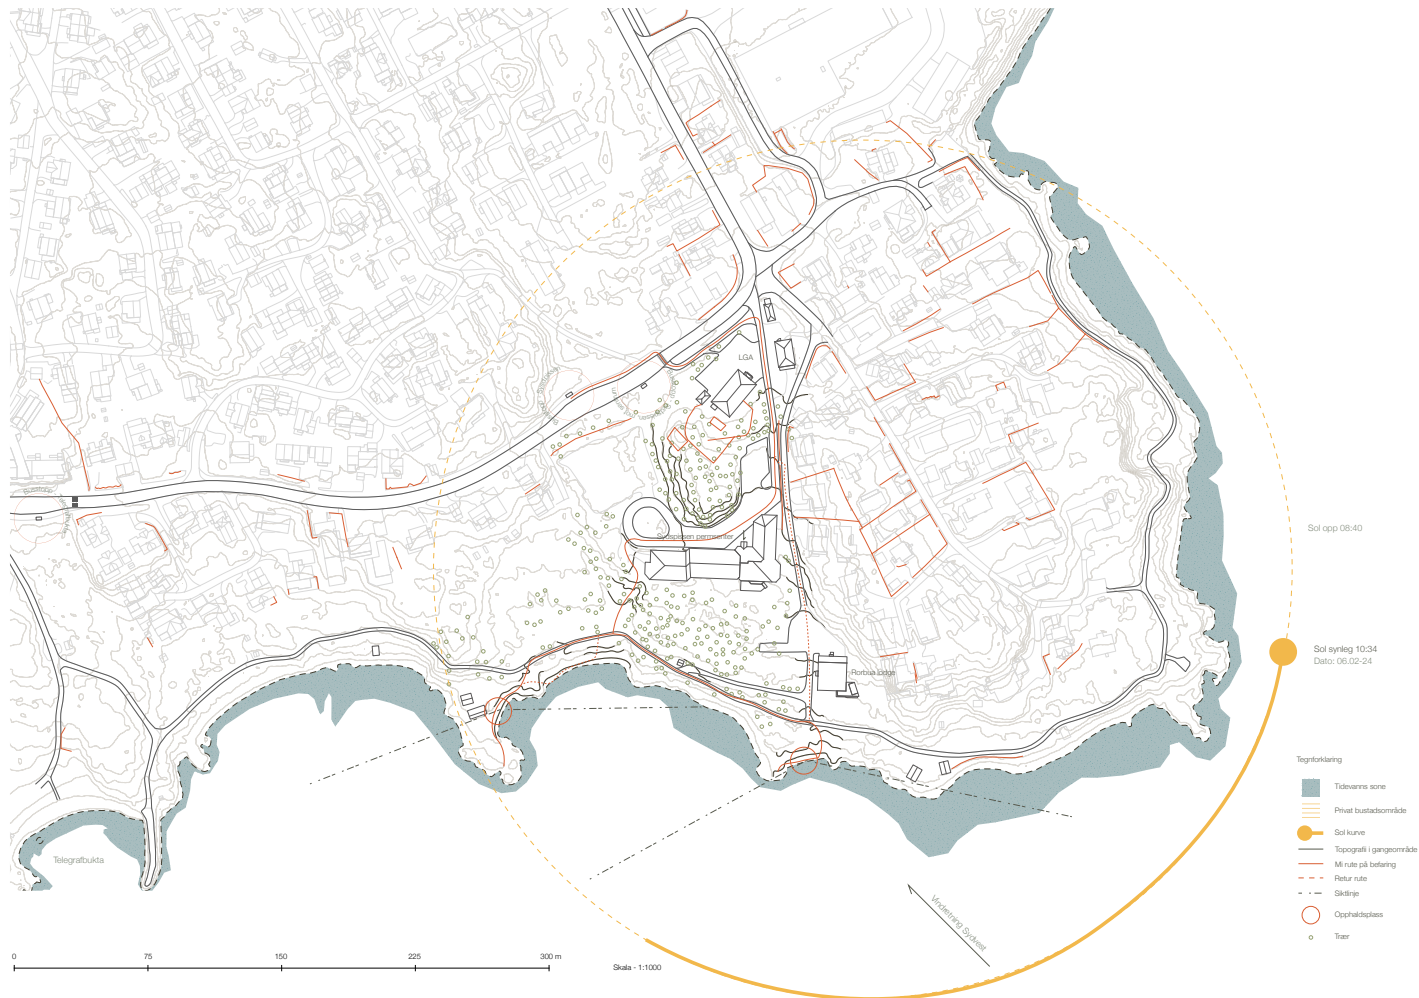 LGA
Sydspissen permsenter
Rorbua lodge
Telegrafbukta
Sol opp 08:40
Sol synleg 10:34
Dato: 06.02-24
Tegnforklaring
Tidevanns sone
Privat bustadsområde
Sol kurve
Topografi i gangeområde
Mi rute på befaring
Retur rute
Siktlinje
Opphaldsplass
Trær
Vindretning Sydvest
0 75 150 225 300 m
Skala - 1:1000